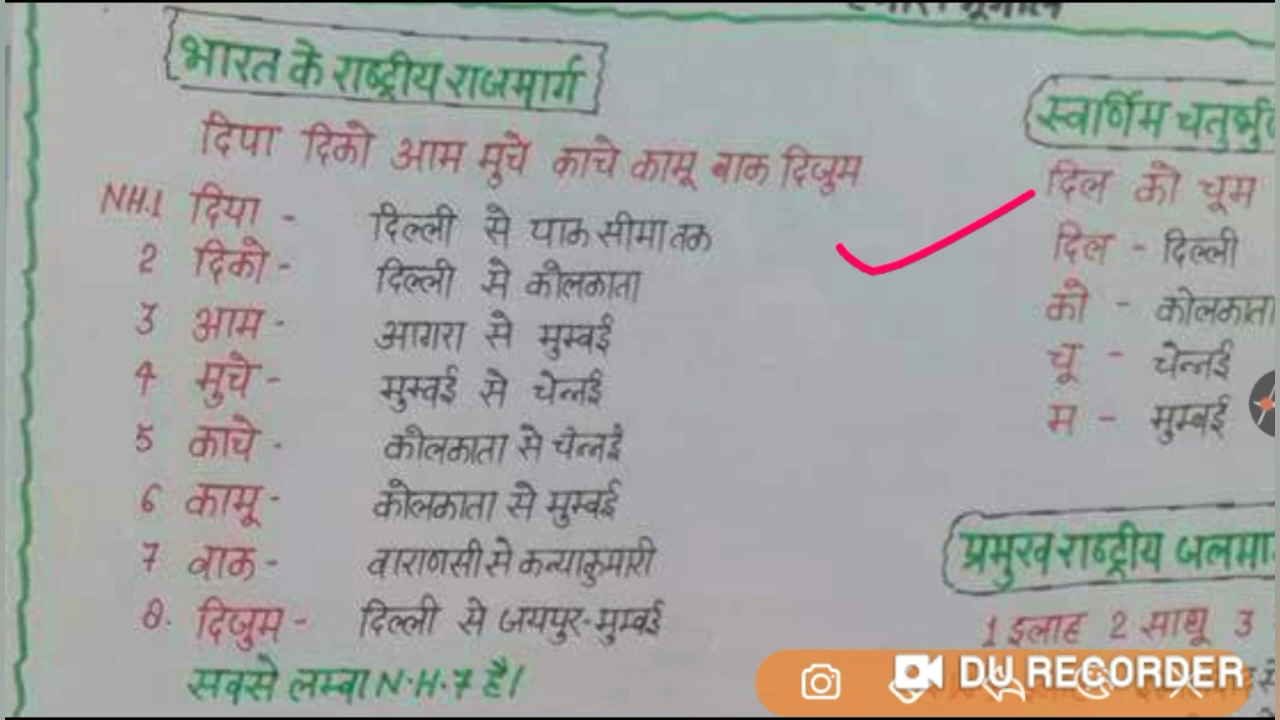 भारत के राष्ट्रीय राजमार्ग
दिपा दिको आम मुचे काचे कामू वाक दिजुम
NH.1 दिपा - दिल्ली से पाक सीमा तक
2 दिको - दिल्ली से कोलकाता
3 आम - आगरा से मुम्बई
4 मुचे - मुम्बई से चेन्नई
5 काचे - कोलकाता से चेन्नई
6 कामू - कोलकाता से मुम्बई
7 वाक - वाराणसी से कन्याकुमारी
8. दिजुम - दिल्ली से जयपुर-मुम्बई
सबसे लम्बा N.H.7 है।
स्वर्णिम
दिल को चूम
दिल - दिल्ली
को - कोलकाता
चू - चेन्नई
म - मुम्बई
प्रमुख राष्ट्रीय
1 इलाह 2 साधू 3
DU RECORDER